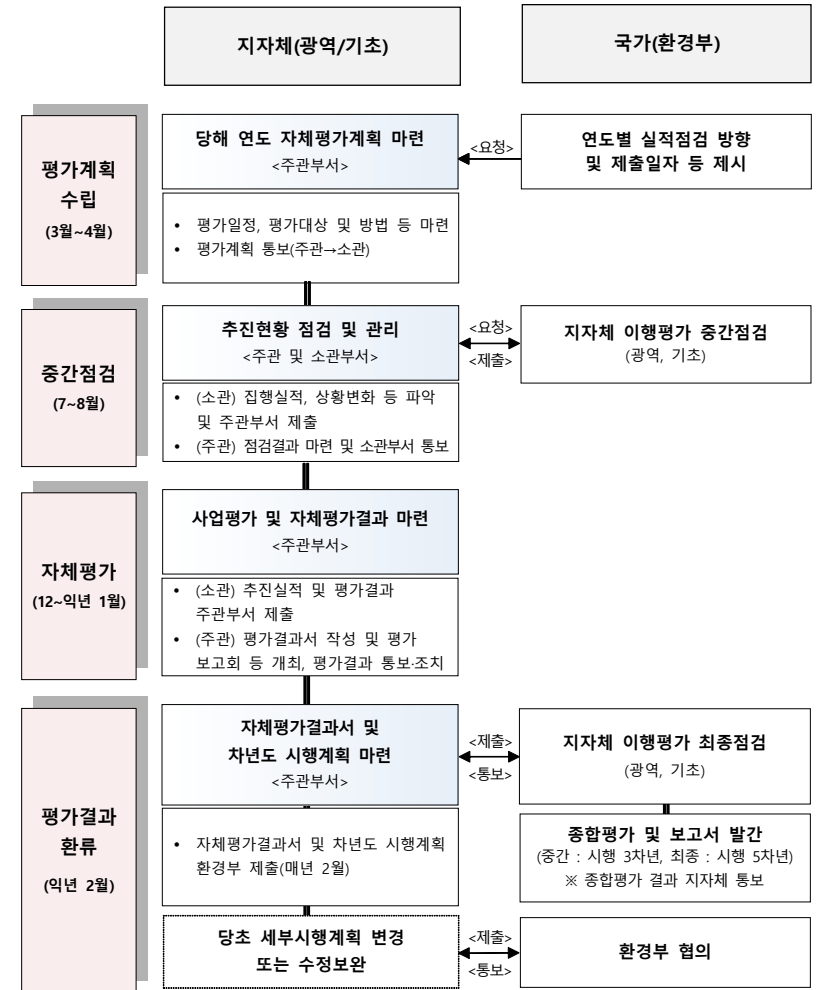 지자체(광역/기초)
국가(환경부)
평가계획
수립
(3월~4월)
당해 연도 자체평가계획 마련
<주관부서>
<요청>
연도별 실적점검 방향
및 제출일자 등 제시
• 평가일정, 평가대상 및 방법 등 마련
• 평가계획 통보(주관→소관)
중간점검
(7~8월)
추진현황 점검 및 관리
<주관 및 소관부서>
<요청>
<제출>
지자체 이행평가 중간점검
(광역, 기초)
• (소관) 집행실적, 상황변화 등 파악
및 주관부서 제출
• (주관) 점검결과 마련 및 소관부서 통보
자체평가
(12~익년 1월)
사업평가 및 자체평가결과 마련
<주관부서>
• (소관) 추진실적 및 평가결과
주관부서 제출
• (주관) 평가결과서 작성 및 평가
보고회 등 개최, 평가결과 통보·조치
평가결과
환류
(익년 2월)
자체평가결과서 및
차년도 시행계획 마련
<주관부서>
<제출>
<통보>
지자체 이행평가 최종점검
(광역, 기초)
• 자체평가결과서 및 차년도 시행계획
환경부 제출(매년 2월)
종합평가 및 보고서 발간
(중간 : 시행 3차년, 최종 : 시행 5차년)
※ 종합평가 결과 지자체 통보
당초 세부시행계획 변경
또는 수정보완
<제출>
<통보>
환경부 협의